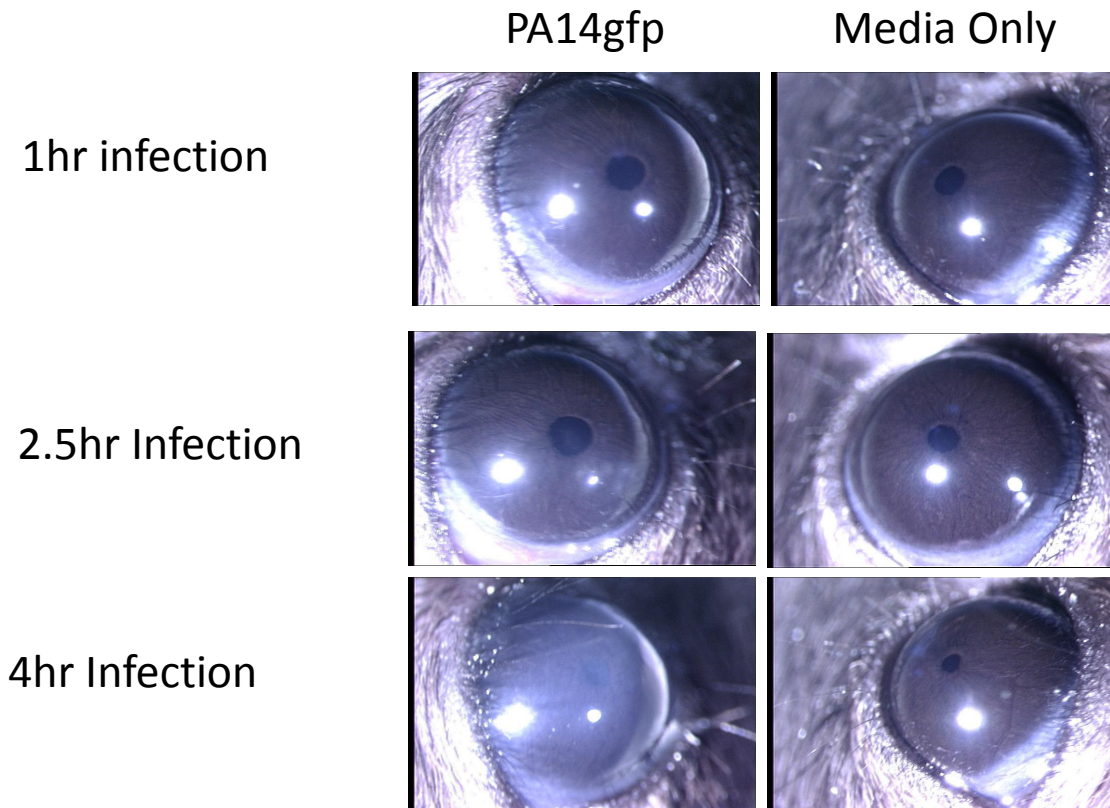 PA14gfp
Media Only
1hr infection
2.5hr Infection
4hr Infection